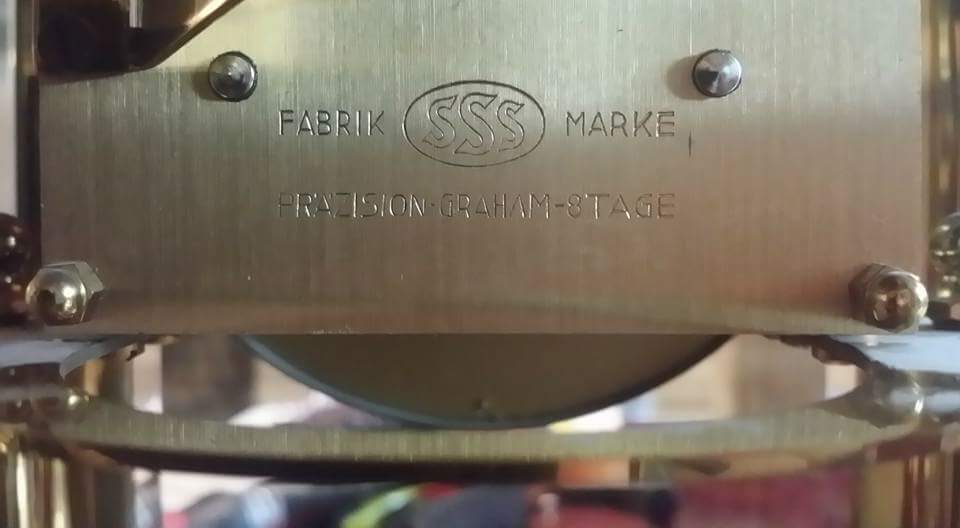 FABRIK SSS MARKE
PRÄZISION-GRAHAM-8TAGE